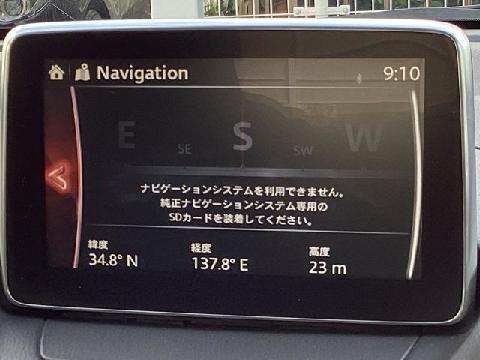 Navigation 9:10
E SE S SW W
ナビゲーションシステムを利用できません。
純正ナビゲーションシステム専用の
SDカードを装着してください。
緯度 経度 高度
34.8° N 137.8° E 23 m